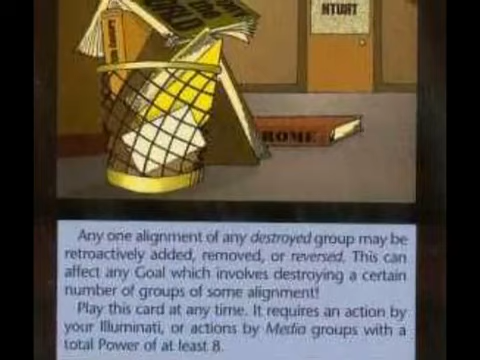 WORLD
ROME
Any one alignment of any destroyed group may be
retroactively added, removed, or reversed. This can
affect any Goal which involves destroying a certain
number of groups of some alignment!
Play this card at any time. It requires an action by
your Illuminati, or actions by Media groups with a
total Power of at least 8.